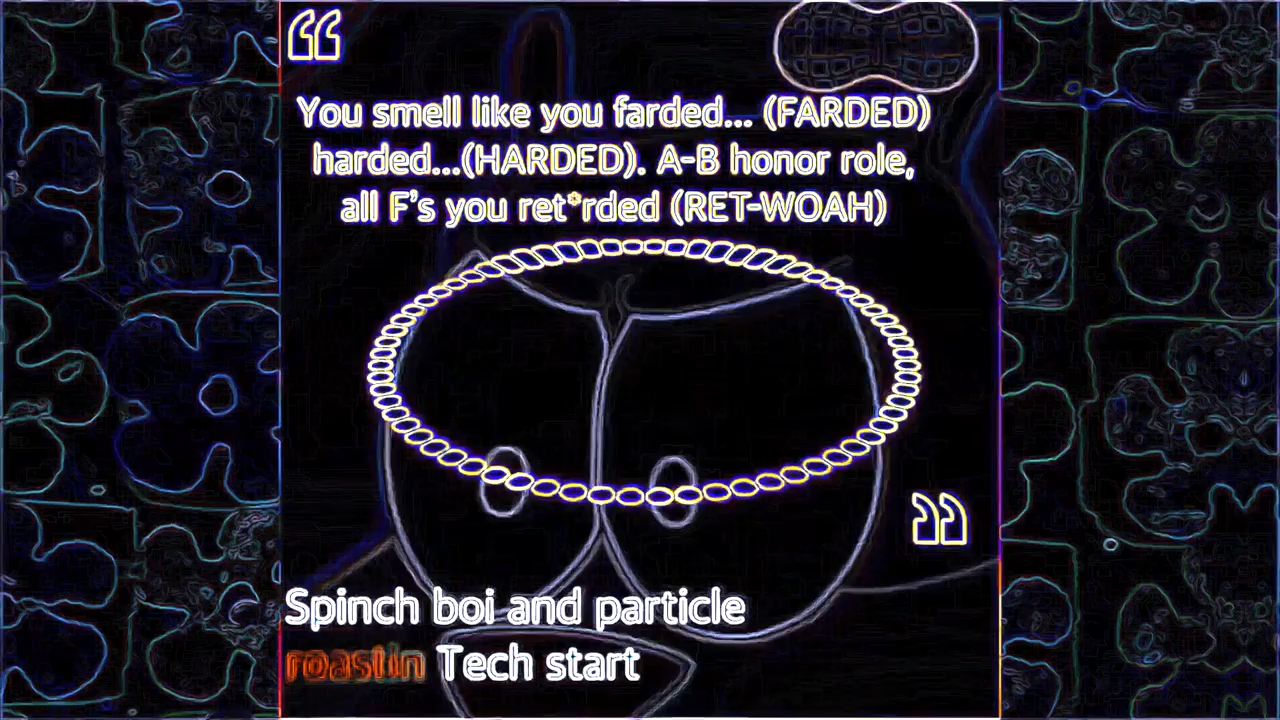 “
You smell like you farded... (FARDED)
harded...(HARDED). A-B honor role,
all F’s you ret*rded (RET-WOAH)
”
Spinch boi and particle
roastin Tech start